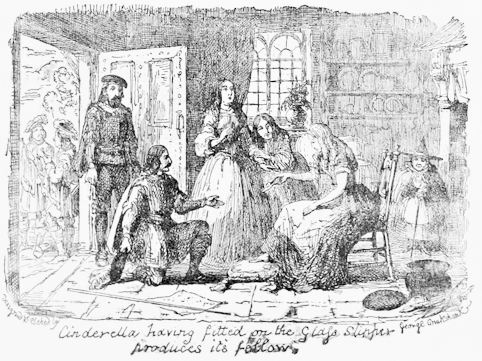 Designed & Etched by
George Cruikshank
Cinderella having fitted on the Glass Slipper
produces its fellow.